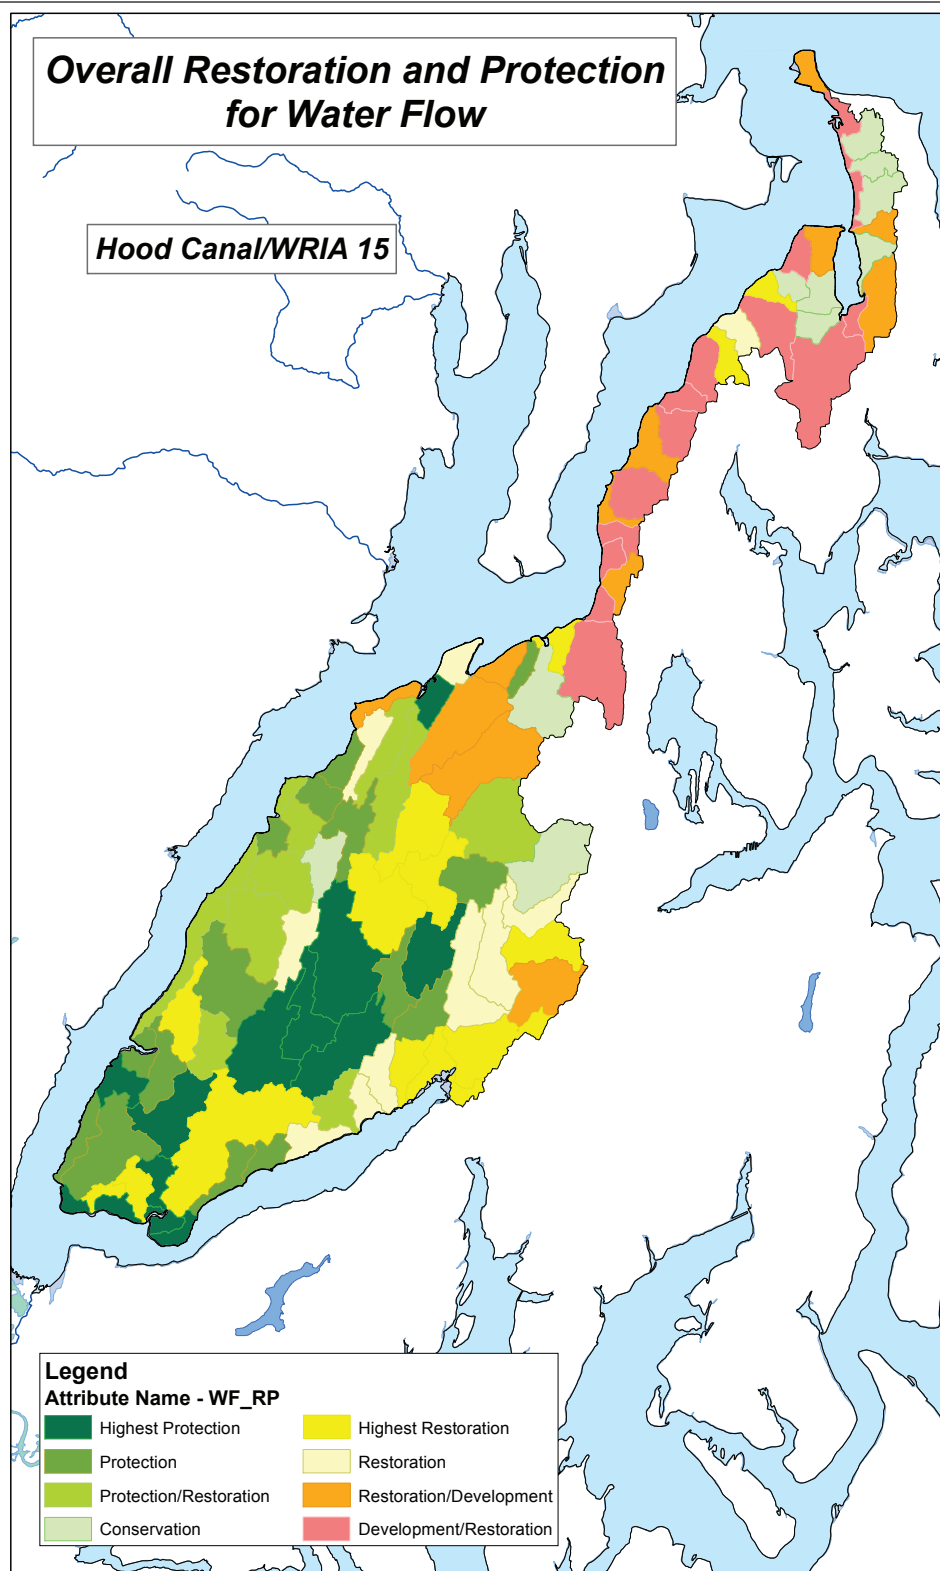 Overall Restoration and Protection
for Water Flow
Hood Canal/WRIA 15
Legend
Attribute Name - WF_RP
Highest Protection
Protection
Protection/Restoration
Conservation
Highest Restoration
Restoration
Restoration/Development
Development/Restoration